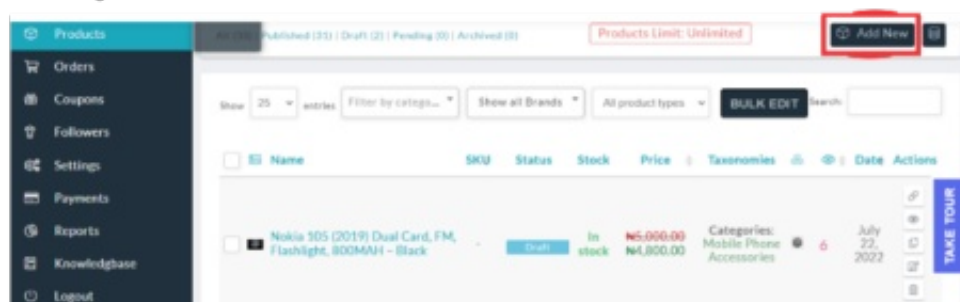 Products
Orders
Coupons
Followers
Settings
Payments
Reports
Knowledgbase
Logout
Published (31) | Draft (2) | Pending (0) | Archived (0)
Products Limit: Unlimited
Add New
Show 25 entries
Filter by catego...
Show all Brands
All product types
BULK EDIT
Search:
Name SKU Status Stock Price Taxonomies Date Actions
Nokia 105 (2019) Dual Card, FM,
Flashlight, 800MAH – Black
-
Draft
In
stock
₦5,000.00
₦4,800.00
Categories:
Mobile Phone
Accessories
6
July
22,
2022
TAKE TOUR